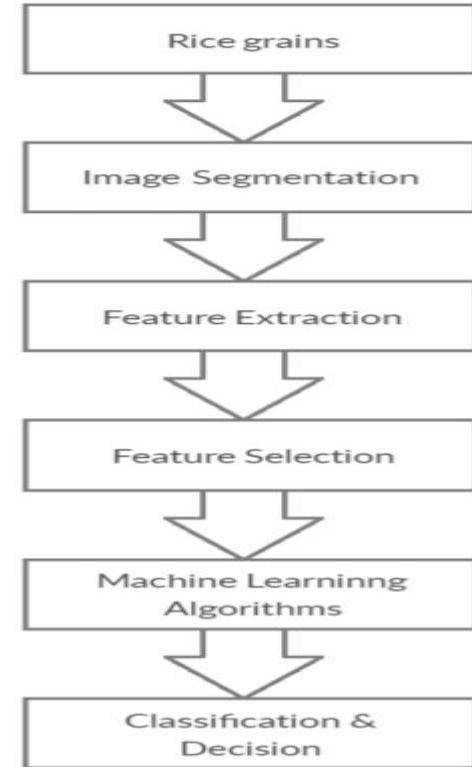 Rice grains
Image Segmentation
Feature Extraction
Feature Selection
Machine Learninng
Algorithms
Classification &
Decision